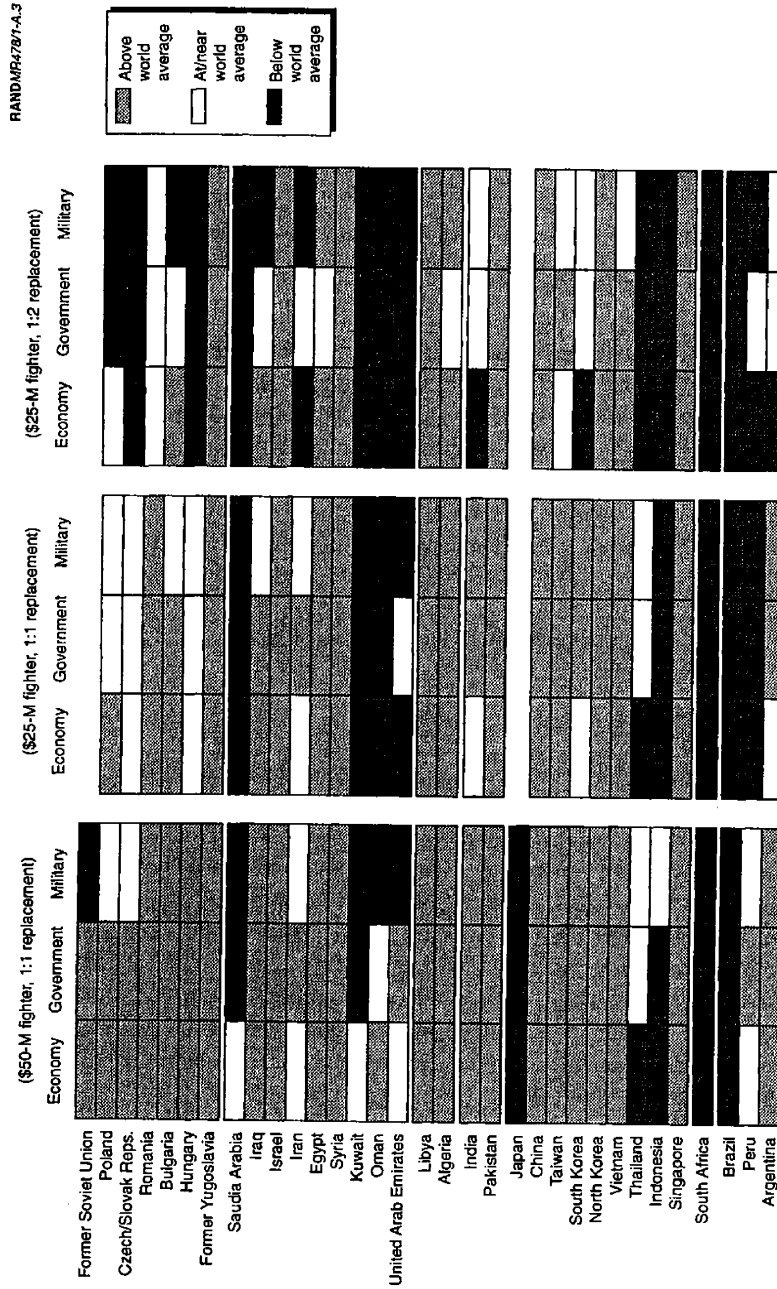 RANDMR478/1-A.3
Above
world
average
At/near
world
average
Below
world
average
($50-M fighter, 1:1 replacement)
Economy Government Military
($25-M fighter, 1:1 replacement)
Economy Government Military
($25-M fighter, 1:2 replacement)
Economy Government Military
Former Soviet Union
Poland
Czech/Slovak Reps.
Romania
Bulgaria
Hungary
Former Yugoslavia
Saudia Arabia
Iraq
Israel
Iran
Egypt
Syria
Kuwait
Oman
United Arab Emirates
Libya
Algeria
India
Pakistan
Japan
China
Taiwan
South Korea
North Korea
Vietnam
Thailand
Indonesia
Singapore
South Africa
Brazil
Peru
Argentina